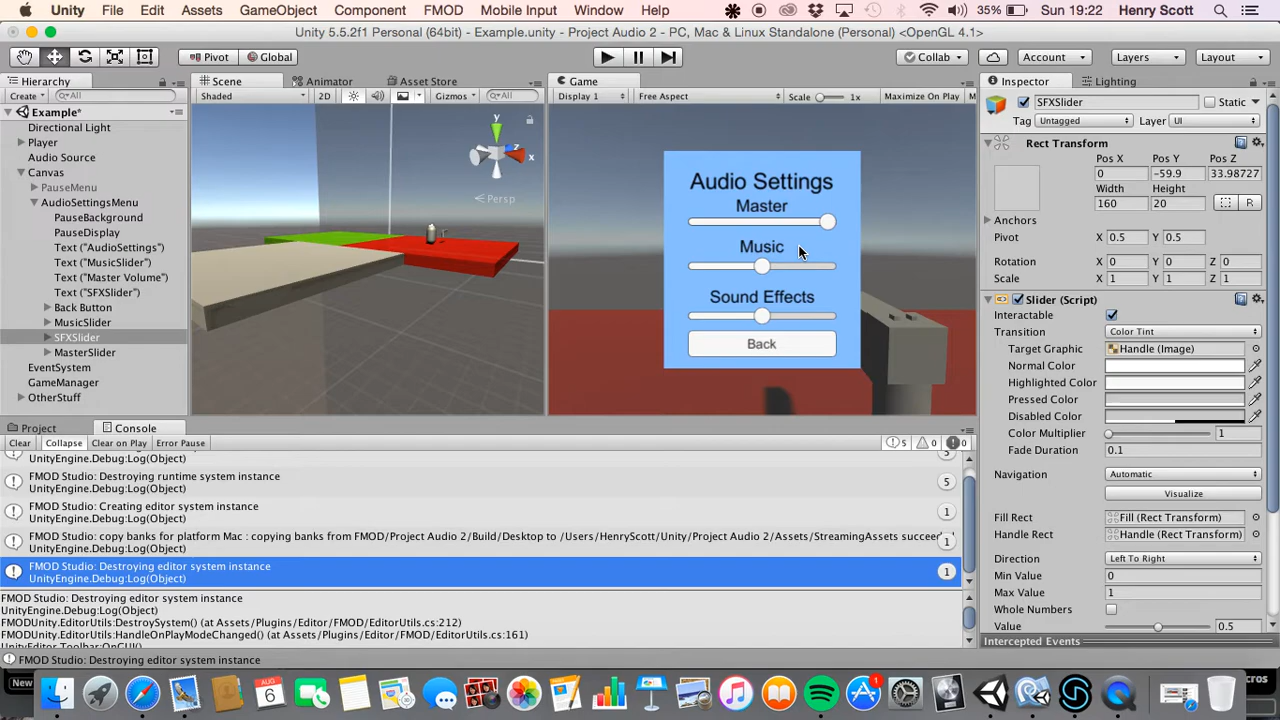 Unity File Edit Assets GameObject Component FMOD Mobile Input Window Help 35% Sun 19:22 Henry Scott
Unity 5.5.2f1 Personal (64bit) - Example.unity - Project Audio 2 - PC, Mac & Linux Standalone (Personal) <OpenGL 4.1>
Pivot Global Collab Account Layers Layout
Hierarchy Scene Animator Asset Store Game Inspector Lighting
Create All Shaded 2D Gizmos All Display 1 Free Aspect Scale 1x Maximize On Play M
SFXSlider Static
Tag Untagged Layer UI
Example*
Directional Light
Player
Audio Source
Canvas
PauseMenu
AudioSettingsMenu
PauseBackground
PauseDisplay
Text ("AudioSettings")
Text ("MusicSlider")
Text ("Master Volume")
Text ("SFXSlider")
Back Button
MusicSlider
SFXSlider
MasterSlider
EventSystem
GameManager
OtherStuff
y
x
Persp
Audio Settings
Master
Music
Sound Effects
Back
Rect Transform
Pos X Pos Y Pos Z
0 -59.9 33.98727
Width Height
160 20
R
Anchors
Pivot X 0.5 Y 0.5
Rotation X 0 Y 0 Z 0
Scale X 1 Y 1 Z 1
Slider (Script)
Interactable
Transition Color Tint
Target Graphic Handle (Image)
Normal Color
Highlighted Color
Pressed Color
Disabled Color
Color Multiplier 1
Fade Duration 0.1
Navigation Automatic
Visualize
Fill Rect Fill (Rect Transform)
Handle Rect Handle (Rect Transform)
Direction Left To Right
Min Value 0
Max Value 1
Whole Numbers
Value 0.5
Intercepted Events
Project Console
Clear Collapse Clear on Play Error Pause 5 0 0
UnityEngine.Debug:Log(Object)
FMOD Studio: Destroying runtime system instance
UnityEngine.Debug:Log(Object) 5
FMOD Studio: Creating editor system instance
UnityEngine.Debug:Log(Object) 1
FMOD Studio: copy banks for platform Mac : copying banks from FMOD/Project Audio 2/Build/Desktop to /Users/HenryScott/Unity/Project Audio 2/Assets/StreamingAssets succeed
UnityEngine.Debug:Log(Object) 1
FMOD Studio: Destroying editor system instance
UnityEngine.Debug:Log(Object) 1
FMOD Studio: Destroying editor system instance
UnityEngine.Debug:Log(Object)
FMODUnity.EditorUtils:DestroySystem() (at Assets/Plugins/Editor/FMOD/EditorUtils.cs:212)
FMODUnity.EditorUtils:HandleOnPlayModeChanged() (at Assets/Plugins/Editor/FMOD/EditorUtils.cs:161)
UnityEditor.Toolbar:OnGUI()
FMOD Studio: Destroying editor system instance
New
6
1